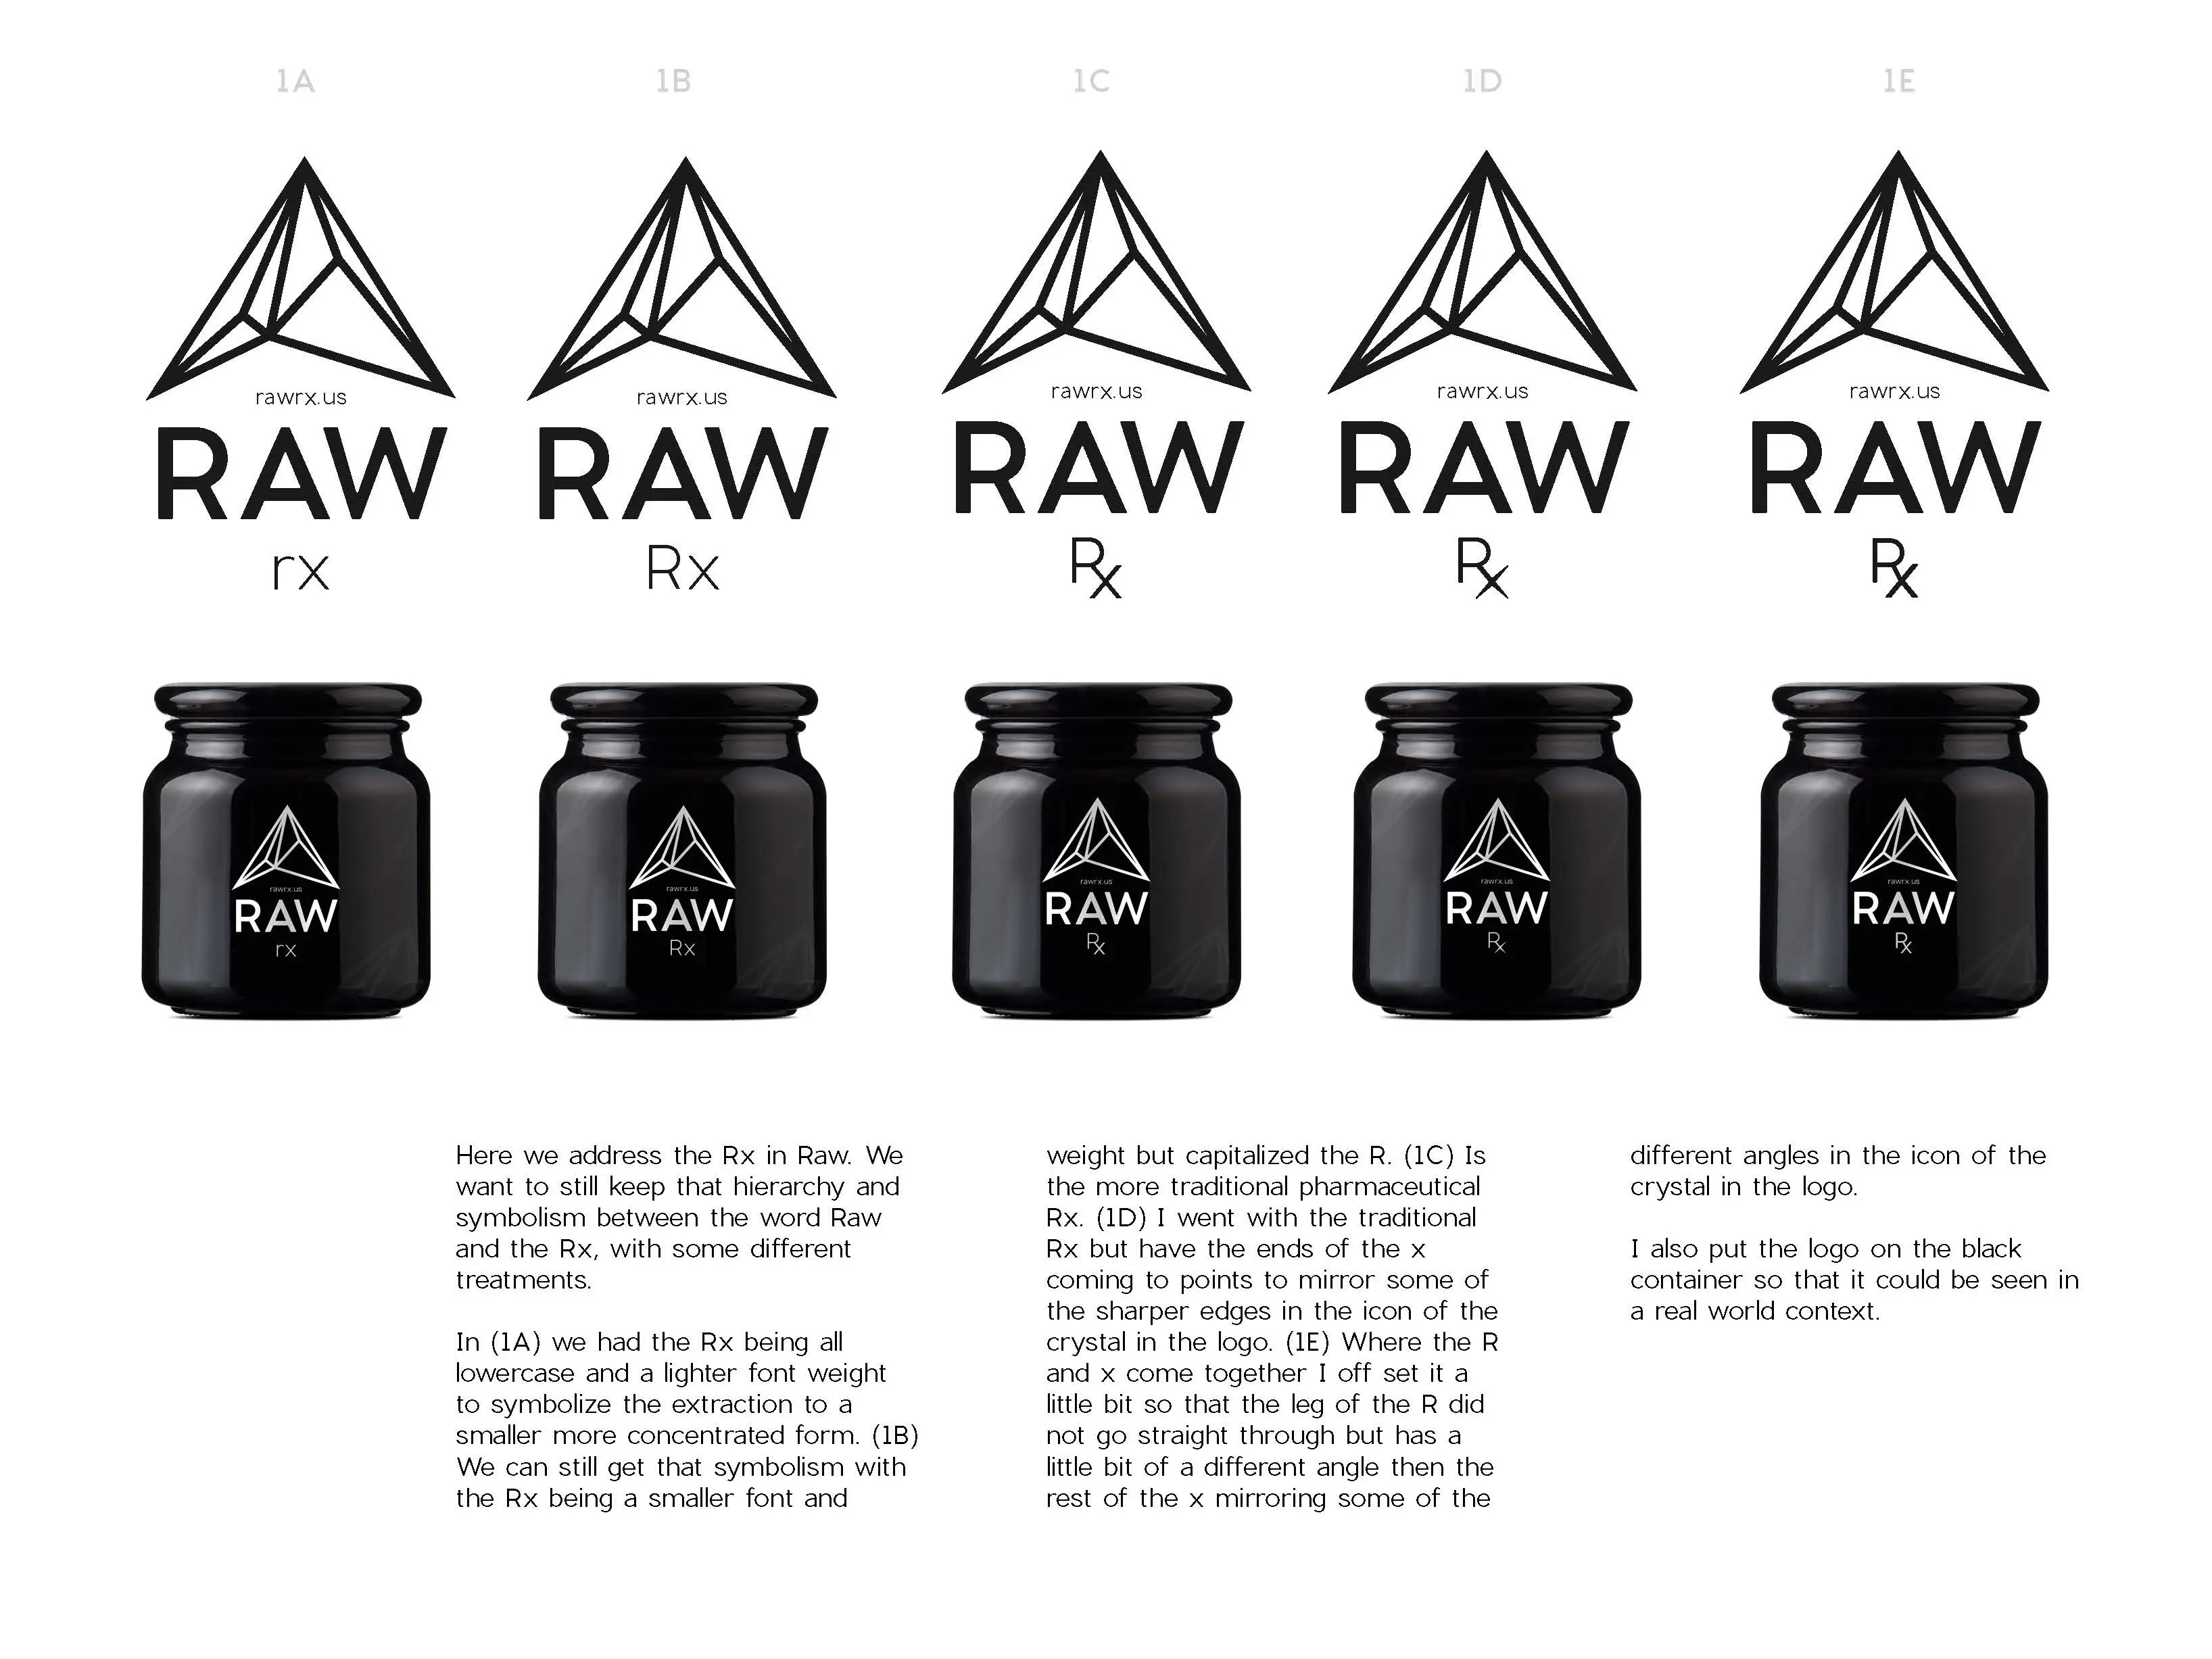 1A
1B
1C
1D
1E
rawrx.us
rawrx.us
rawrx.us
rawrx.us
rawrx.us
RAW
RAW
RAW
RAW
RAW
rx
Rx
Rx
Rx
Rx
rawrx.us
rawrx.us
rawrx.us
rawrx.us
rawrx.us
RAW
RAW
RAW
RAW
RAW
rx
Rx
Rx
Rx
Rx
Here we address the Rx in Raw. We
want to still keep that hierarchy and
symbolism between the word Raw
and the Rx, with some different
treatments.
In (1A) we had the Rx being all
lowercase and a lighter font weight
to symbolize the extraction to a
smaller more concentrated form. (1B)
We can still get that symbolism with
the Rx being a smaller font and
weight but capitalized the R. (1C) Is
the more traditional pharmaceutical
Rx. (1D) I went with the traditional
Rx but have the ends of the x
coming to points to mirror some of
the sharper edges in the icon of the
crystal in the logo. (1E) Where the R
and x come together I off set it a
little bit so that the leg of the R did
not go straight through but has a
little bit of a different angle then the
rest of the x mirroring some of the
different angles in the icon of the
crystal in the logo.
I also put the logo on the black
container so that it could be seen in
a real world context.